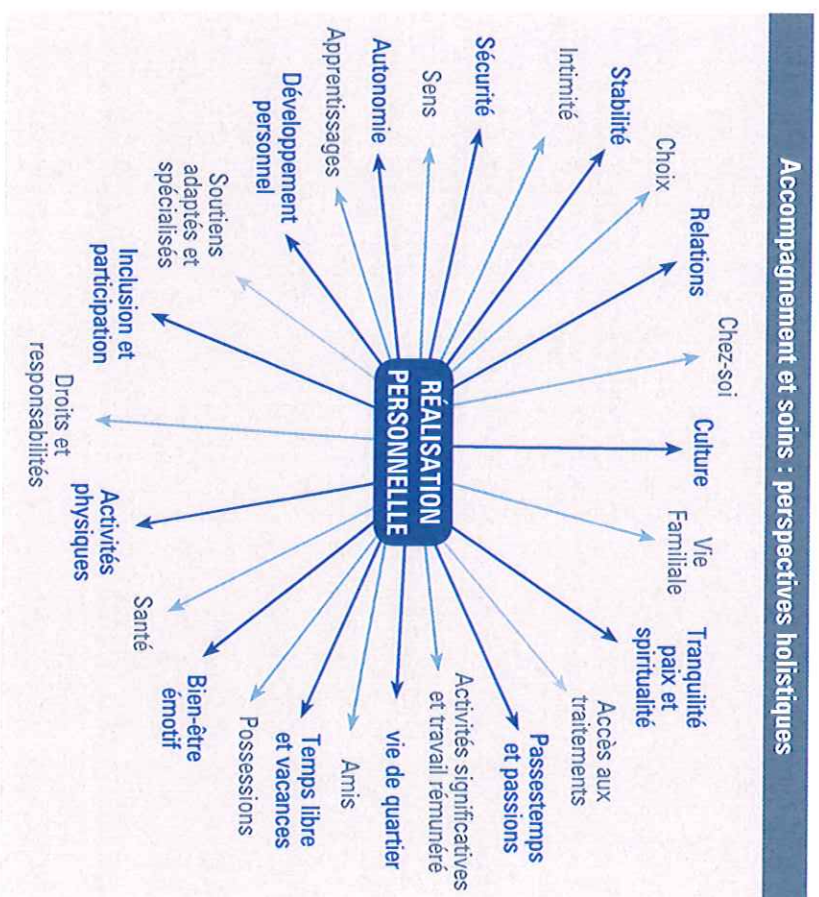 Accompagnement et soins : perspectives holistiques
Chez-soi
Culture
Vie
Familiale
Relations
Tranquilité
paix et
spiritualité
Choix
Accès aux
traitements
Stabilité
Passestemps
et passions
Intimité
Activités significatives
et travail rémunéré
Sécurité
vie de quartier
Sens
Amis
Autonomie
Temps libre
et vacances
Apprentissages
Possessions
Développement
personnel
Bien-être
émotif
Soutiens
adaptés et
spécialisés
Santé
Inclusion et
participation
Activités
physiques
Droits et
responsabilités
RÉALISATION
PERSONNELLLE